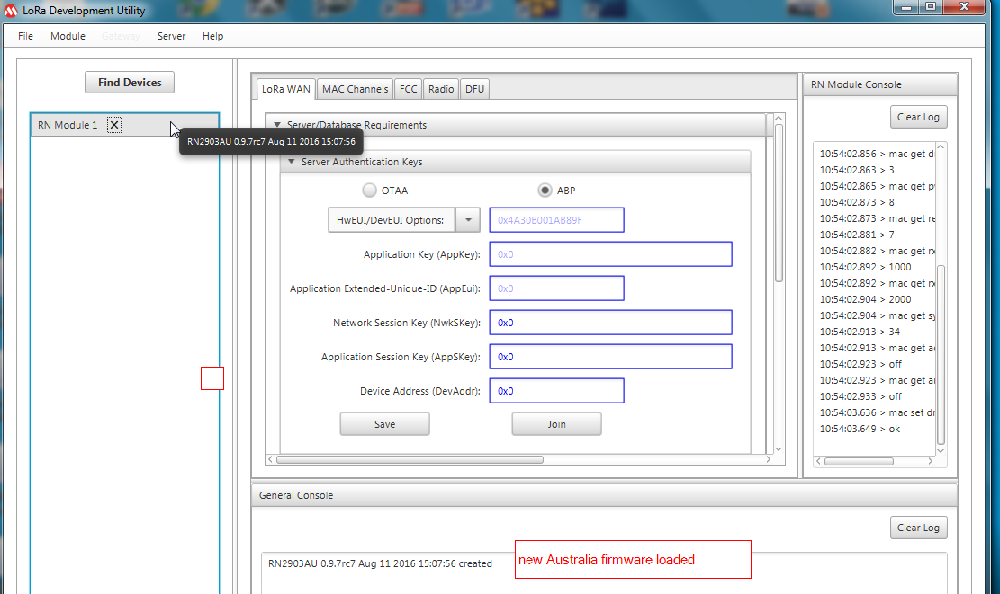 LoRa Development Utility
File Module Gateway Server Help
Find Devices
RN Module 1
RN2903AU 0.9.7rc7 Aug 11 2016 15:07:56
LoRa WAN MAC Channels FCC Radio DFU
Server/Database Requirements
Server Authentication Keys
OTAA ABP
HwEUI/DevEUI Options: 0x4A30B001AB89F
Application Key (AppKey): 0x0
Application Extended-Unique-ID (AppEui): 0x0
Network Session Key (NwkSKey): 0x0
Application Session Key (AppSKey): 0x0
Device Address (DevAddr): 0x0
Save Join
RN Module Console
Clear Log
10:54:02.856 > mac get d
10:54:02.863 > 3
10:54:02.865 > mac get p
10:54:02.873 > 8
10:54:02.873 > mac get re
10:54:02.881 > 7
10:54:02.882 > mac get rx
10:54:02.892 > 1000
10:54:02.892 > mac get rx
10:54:02.904 > 2000
10:54:02.904 > mac get sy
10:54:02.913 > 34
10:54:02.913 > mac get a
10:54:02.923 > off
10:54:02.923 > mac get a
10:54:02.933 > off
10:54:03.636 > mac set d
10:54:03.649 > ok
General Console
Clear Log
RN2903AU 0.9.7rc7 Aug 11 2016 15:07:56 created
new Australia firmware loaded